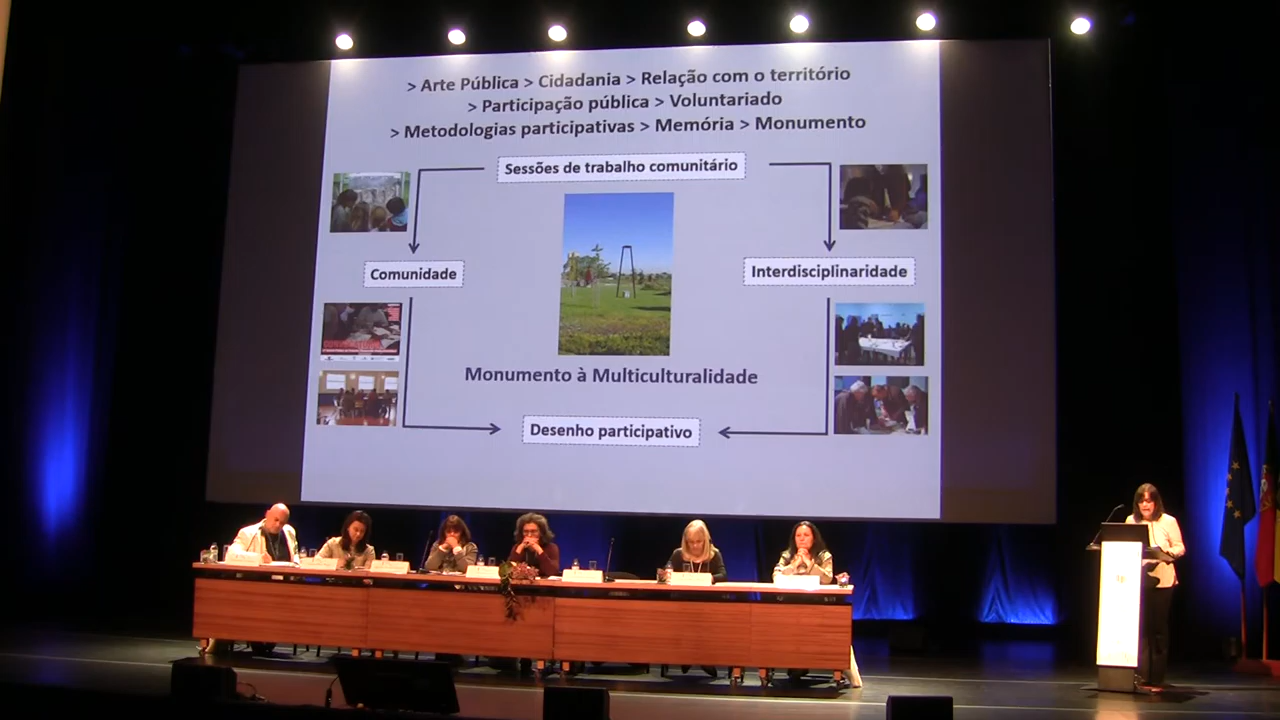 > Arte Pública > Cidadania > Relação com o território
> Participação pública > Voluntariado
> Metodologias participativas > Memória > Monumento
Sessões de trabalho comunitário
Comunidade
Interdisciplinaridade
Monumento à Multiculturalidade
Desenho participativo